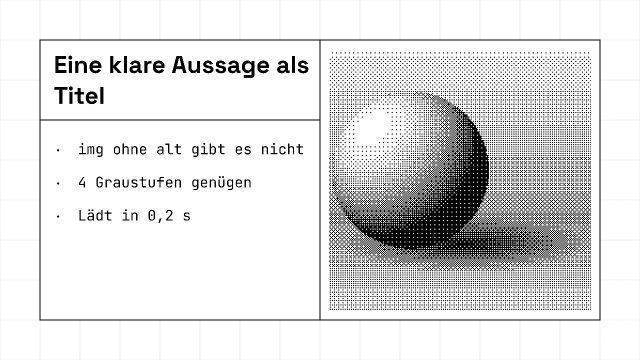 Eine klare Aussage als
Titel
· img ohne alt gibt es nicht
· 4 Graustufen genügen
· Lädt in 0,2 s